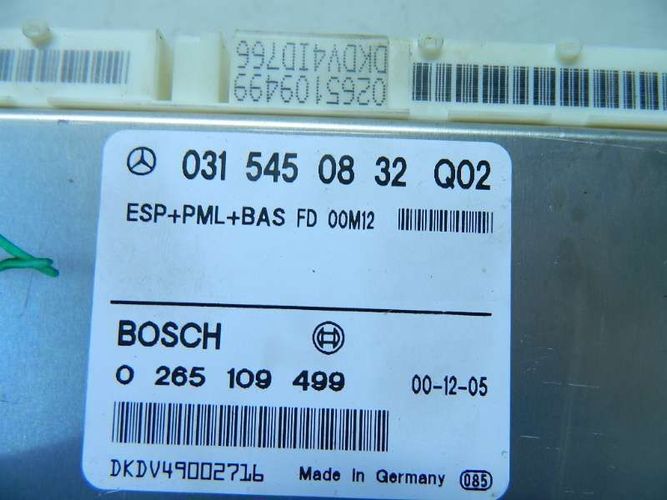 0265109499
DKDV4ID766
031 545 08 32 Q02
ESP+PML+BAS FD 00M12
BOSCH
0 265 109 499 00-12-05
DKDV49002716 Made in Germany 085